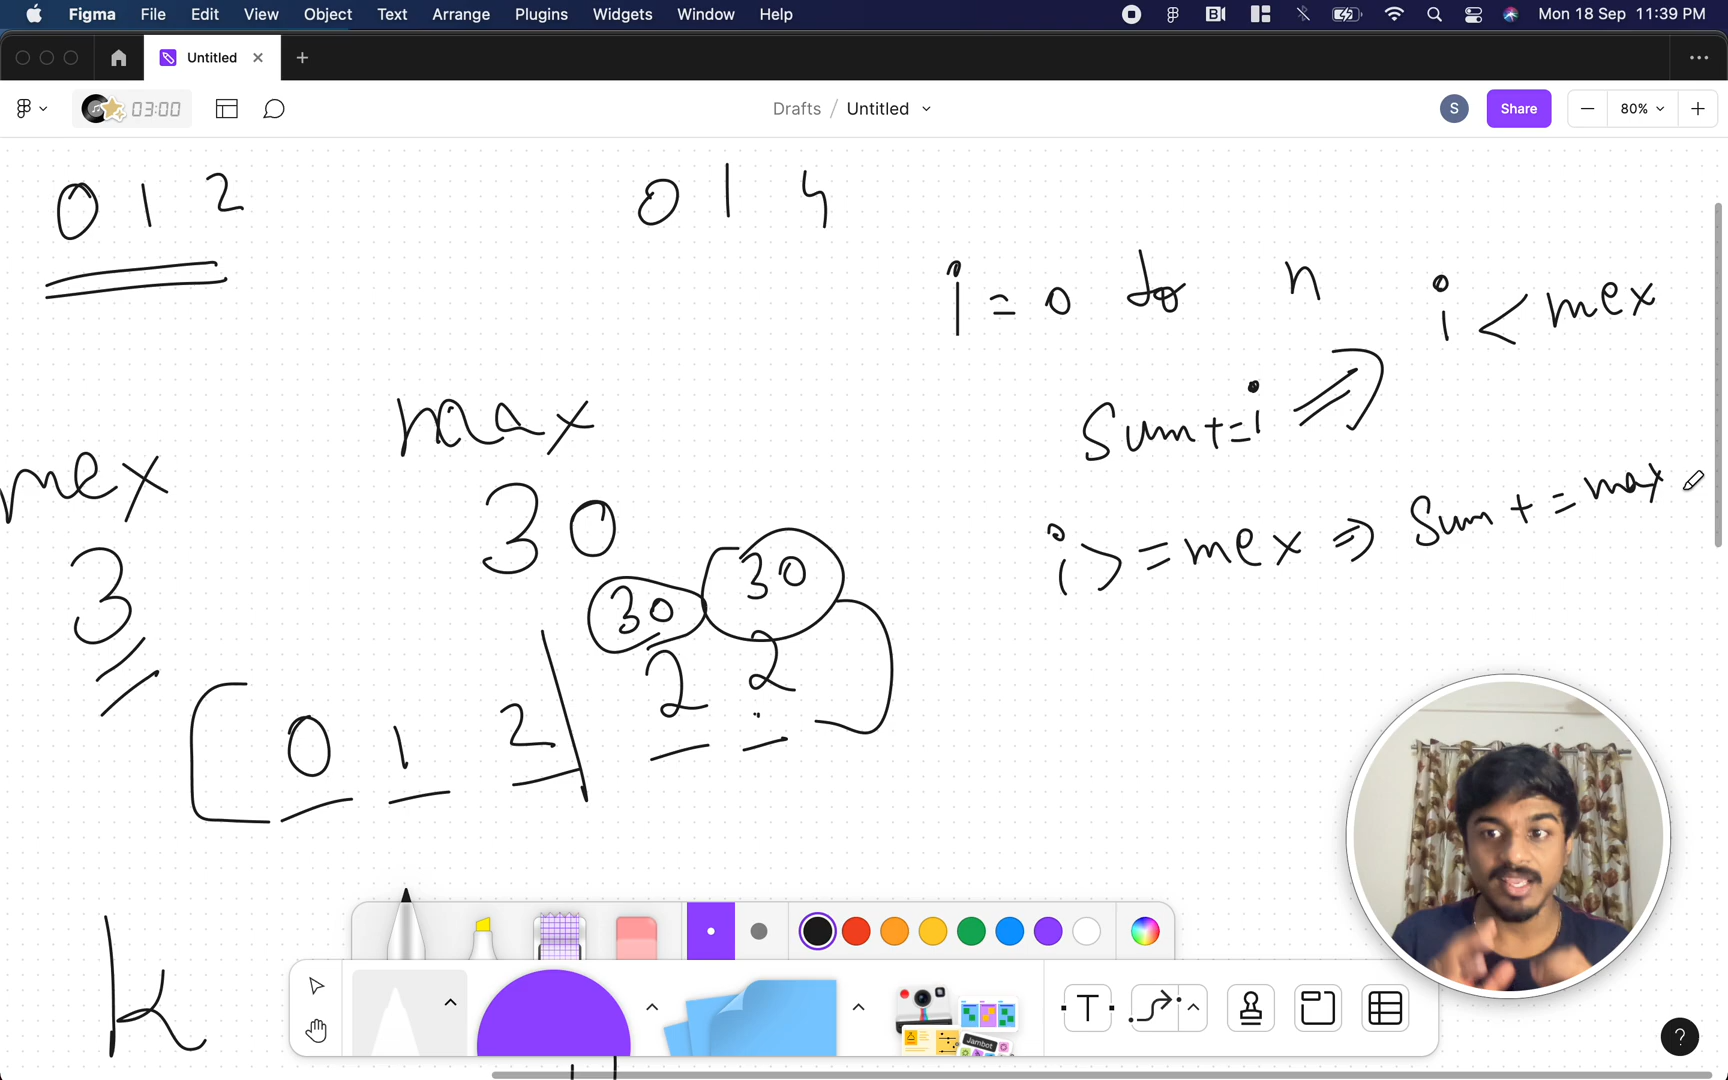 Figma File Edit View Object Text Arrange Plugins Widgets Window Help Mon 18 Sep 11:39 PM
Untitled
03:00 Drafts / Untitled S Share 80%
0 1 2
0 1 4
i = 0 to n i < mex
Sum+=i ⇒
i >= mex ⇒ Sum += max
max
30
mex
3
30 30
2 2
0 1 2
k
T
Jambot
?